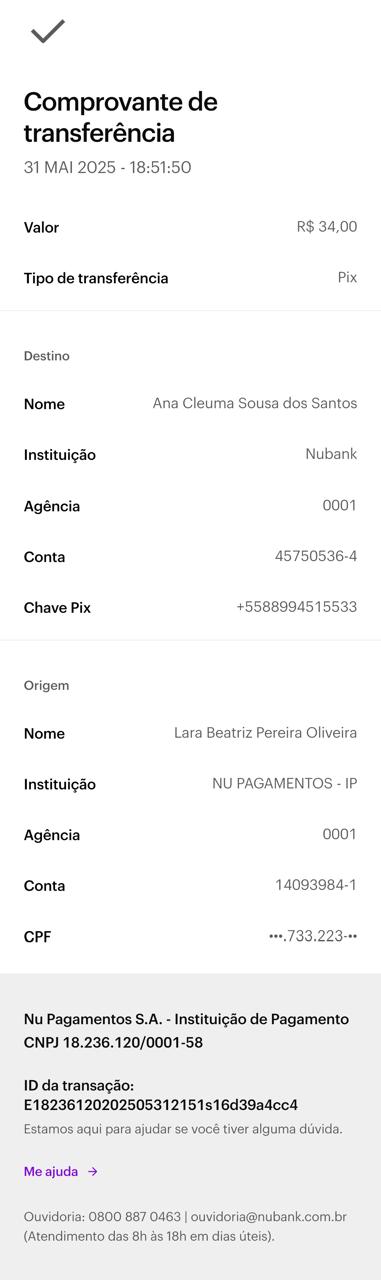 Comprovante de
transferência
31 MAI 2025 - 18:51:50
Valor R$ 34,00
Tipo de transferência Pix
Destino
Nome Ana Cleuma Sousa dos Santos
Instituição Nubank
Agência 0001
Conta 45750536-4
Chave Pix +5588994515533
Origem
Nome Lara Beatriz Pereira Oliveira
Instituição NU PAGAMENTOS - IP
Agência 0001
Conta 14093984-1
CPF •••.733.223-••
Nu Pagamentos S.A. - Instituição de Pagamento
CNPJ 18.236.120/0001-58
ID da transação:
E18236120202505312151s16d39a4cc4
Estamos aqui para ajudar se você tiver alguma dúvida.
Me ajuda →
Ouvidoria: 0800 887 0463 | ouvidoria@nubank.com.br
(Atendimento das 8h às 18h em dias úteis).